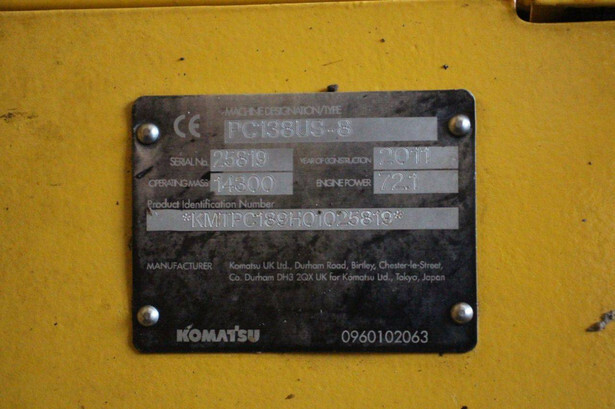 CE
MACHINE DESIGNATION/TYPE
PC138US-8
SERIAL No. 25819 YEAR OF CONSTRUCTION 2011
OPERATING MASS 14300 ENGINE POWER 72.1
Product Identification Number
*KMTPC189H01025819*
MANUFACTURER Komatsu UK Ltd., Durham Road, Birtley, Chester-le-Street,
Co. Durham DH3 2QX UK for Komatsu Ltd., Tokyo, Japan
KOMATSU 0960102063